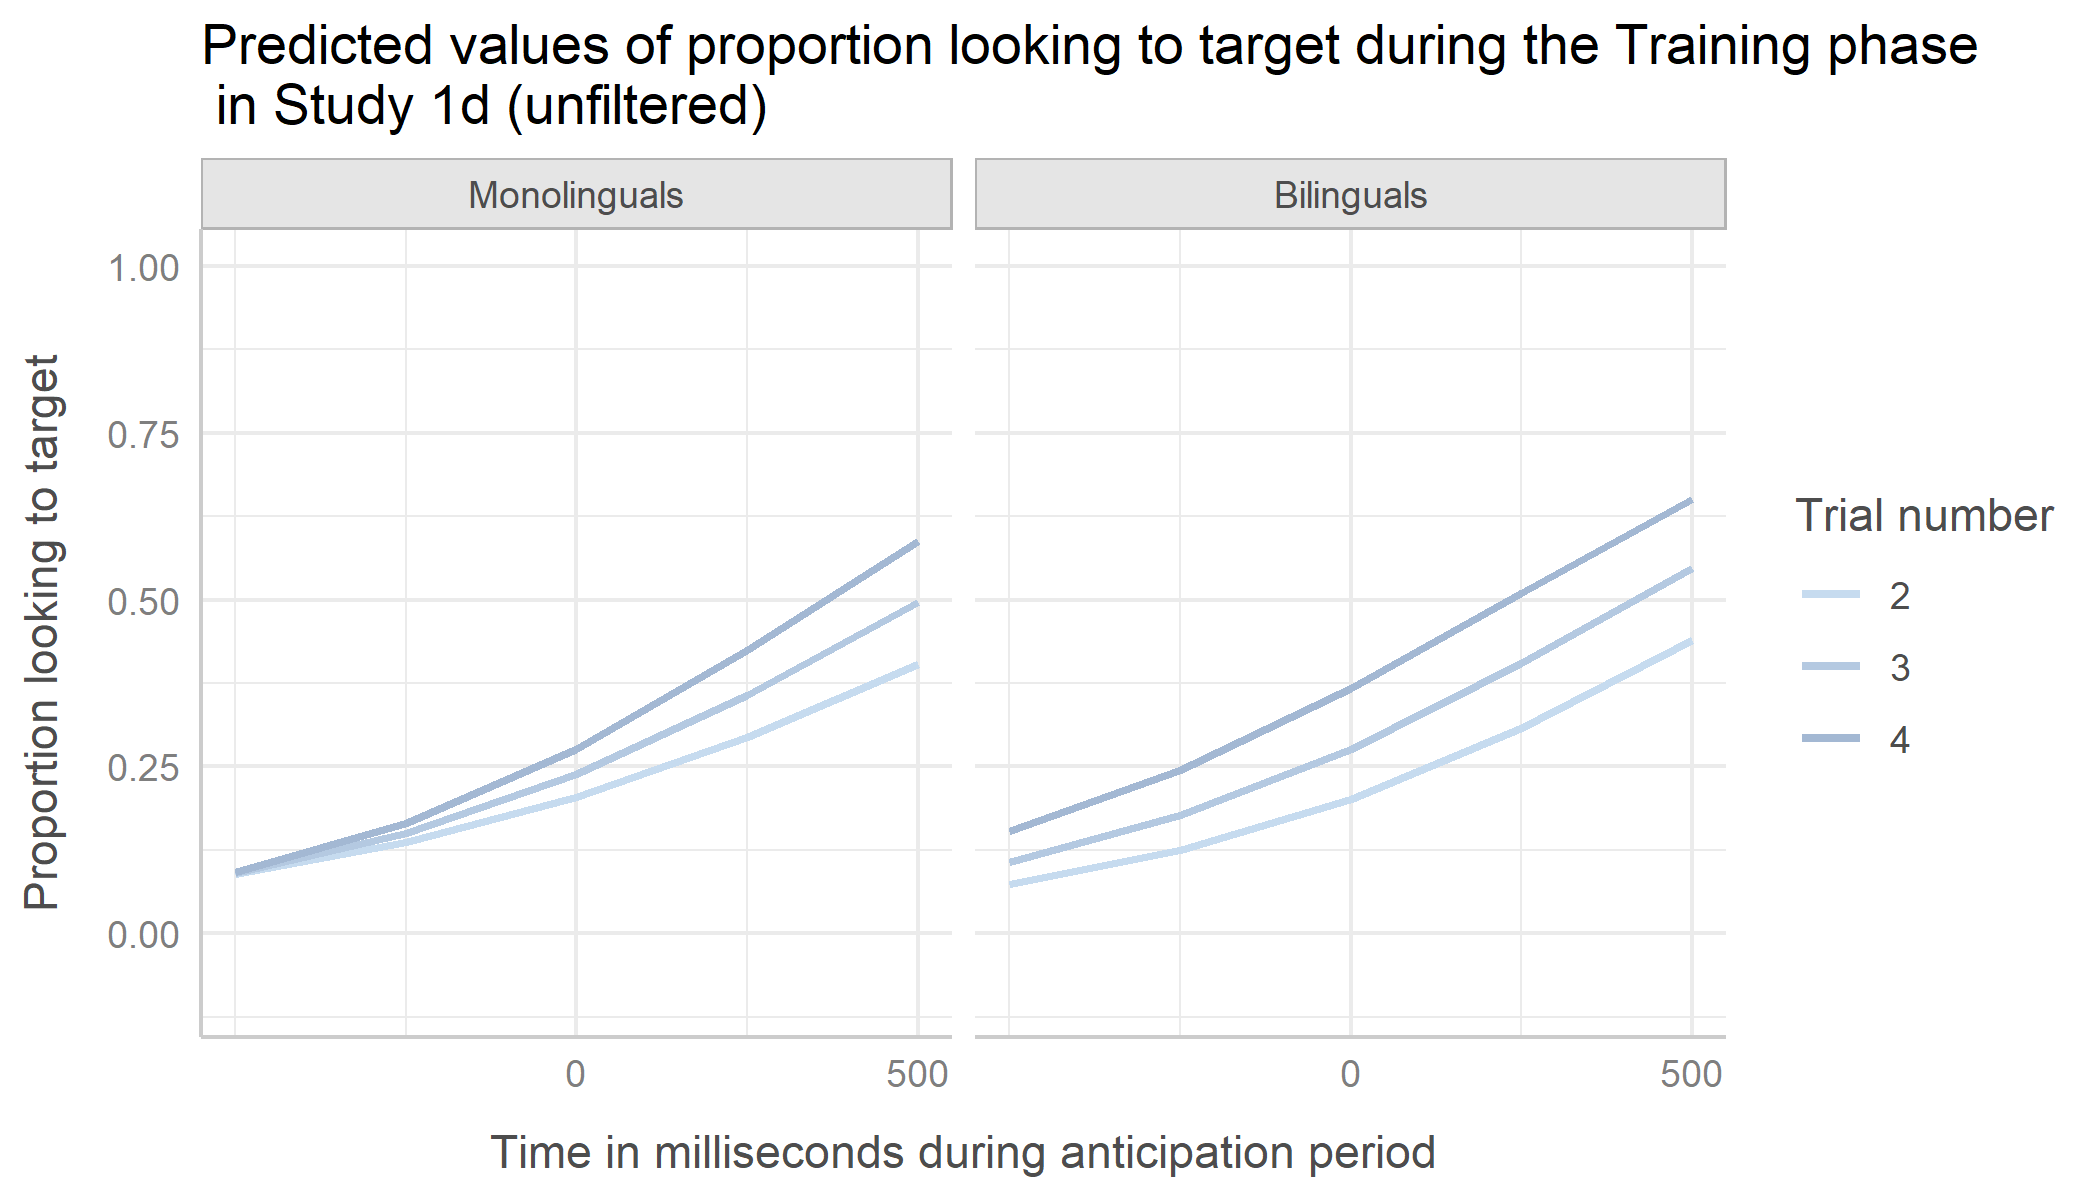 Predicted values of proportion looking to target during the Training phase
in Study 1d (unfiltered)
Monolinguals
Bilinguals
1.00
0.75
0.50
0.25
0.00
Proportion looking to target
0
500
0
500
Time in milliseconds during anticipation period
Trial number
2
3
4